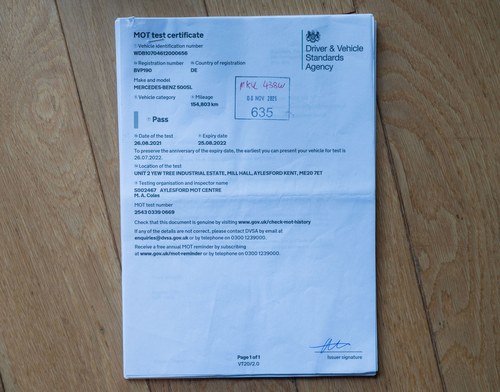 MOT test certificate
Driver & Vehicle
Standards
Agency
Vehicle identification number
WDB10704612000656
Registration number Country of registration
BVP190 DE
Make and model
MERCEDES-BENZ 500SL
Vehicle category Mileage
154,803 km
NOV 2021
635
Pass
Date of the test Expiry date
26.08.2021 25.08.2022
To preserve the anniversary of the expiry date, the earliest you can present your vehicle for test is
26.07.2022.
Location of the test
UNIT 2 YEW TREE INDUSTRIAL ESTATE, MILL HALL, AYLESFORD KENT, ME20 7ET
Testing organisation and inspector name
S002467 AYLESFORD MOT CENTRE
M. A. Coles
MOT test number
2543 0329 0669
Check that this document is genuine by visiting www.gov.uk/check-mot-history
If any of the details are not correct, please contact DVSA by email at
enquiries@dvsa.gov.uk or by telephone on 0300 1239000.
Receive a free annual MOT reminder by subscribing
at www.gov.uk/mot-reminder or by telephone on 0300 1239000.
Page 1 of 1
VT20/2.0
Issuer signature